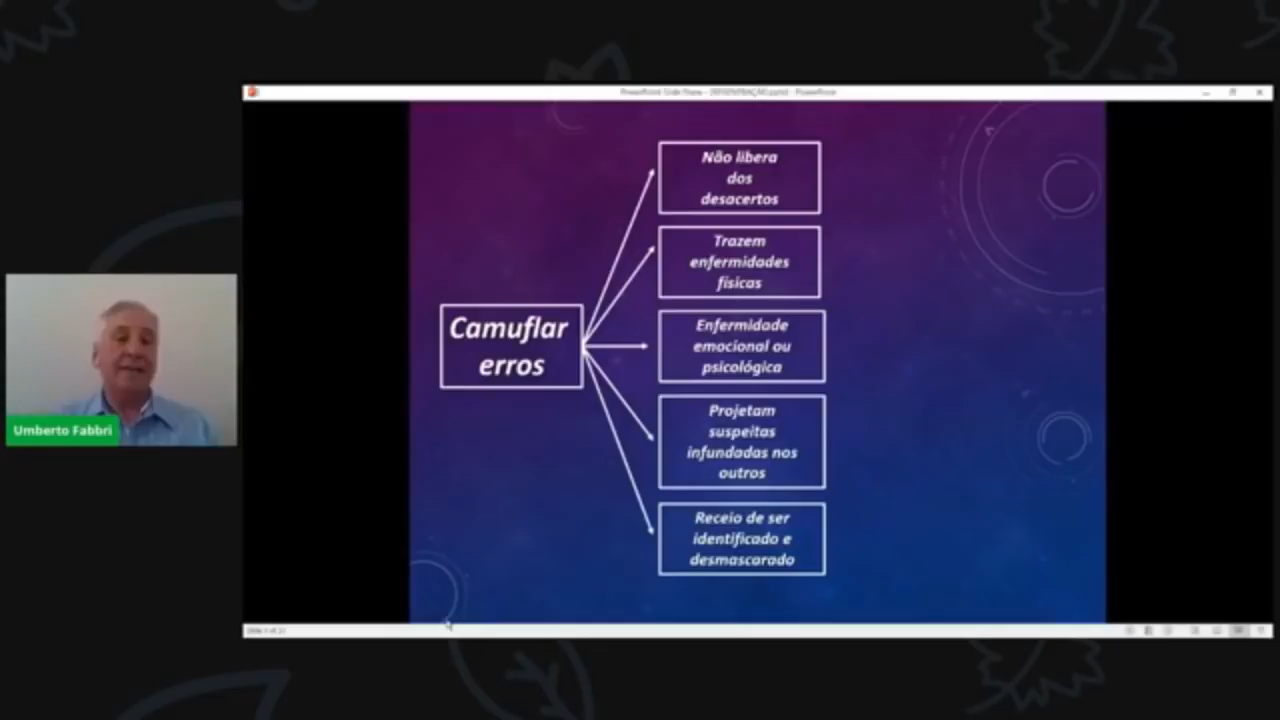 Não libera
dos
desacertos
Trazem
enfermidades
físicas
Camuflar
erros
Enfermidade
emocional ou
psicológica
Projetam
suspeitas
infundadas nos
outros
Receio de ser
identificado e
desmascarado
Umberto Fabbri